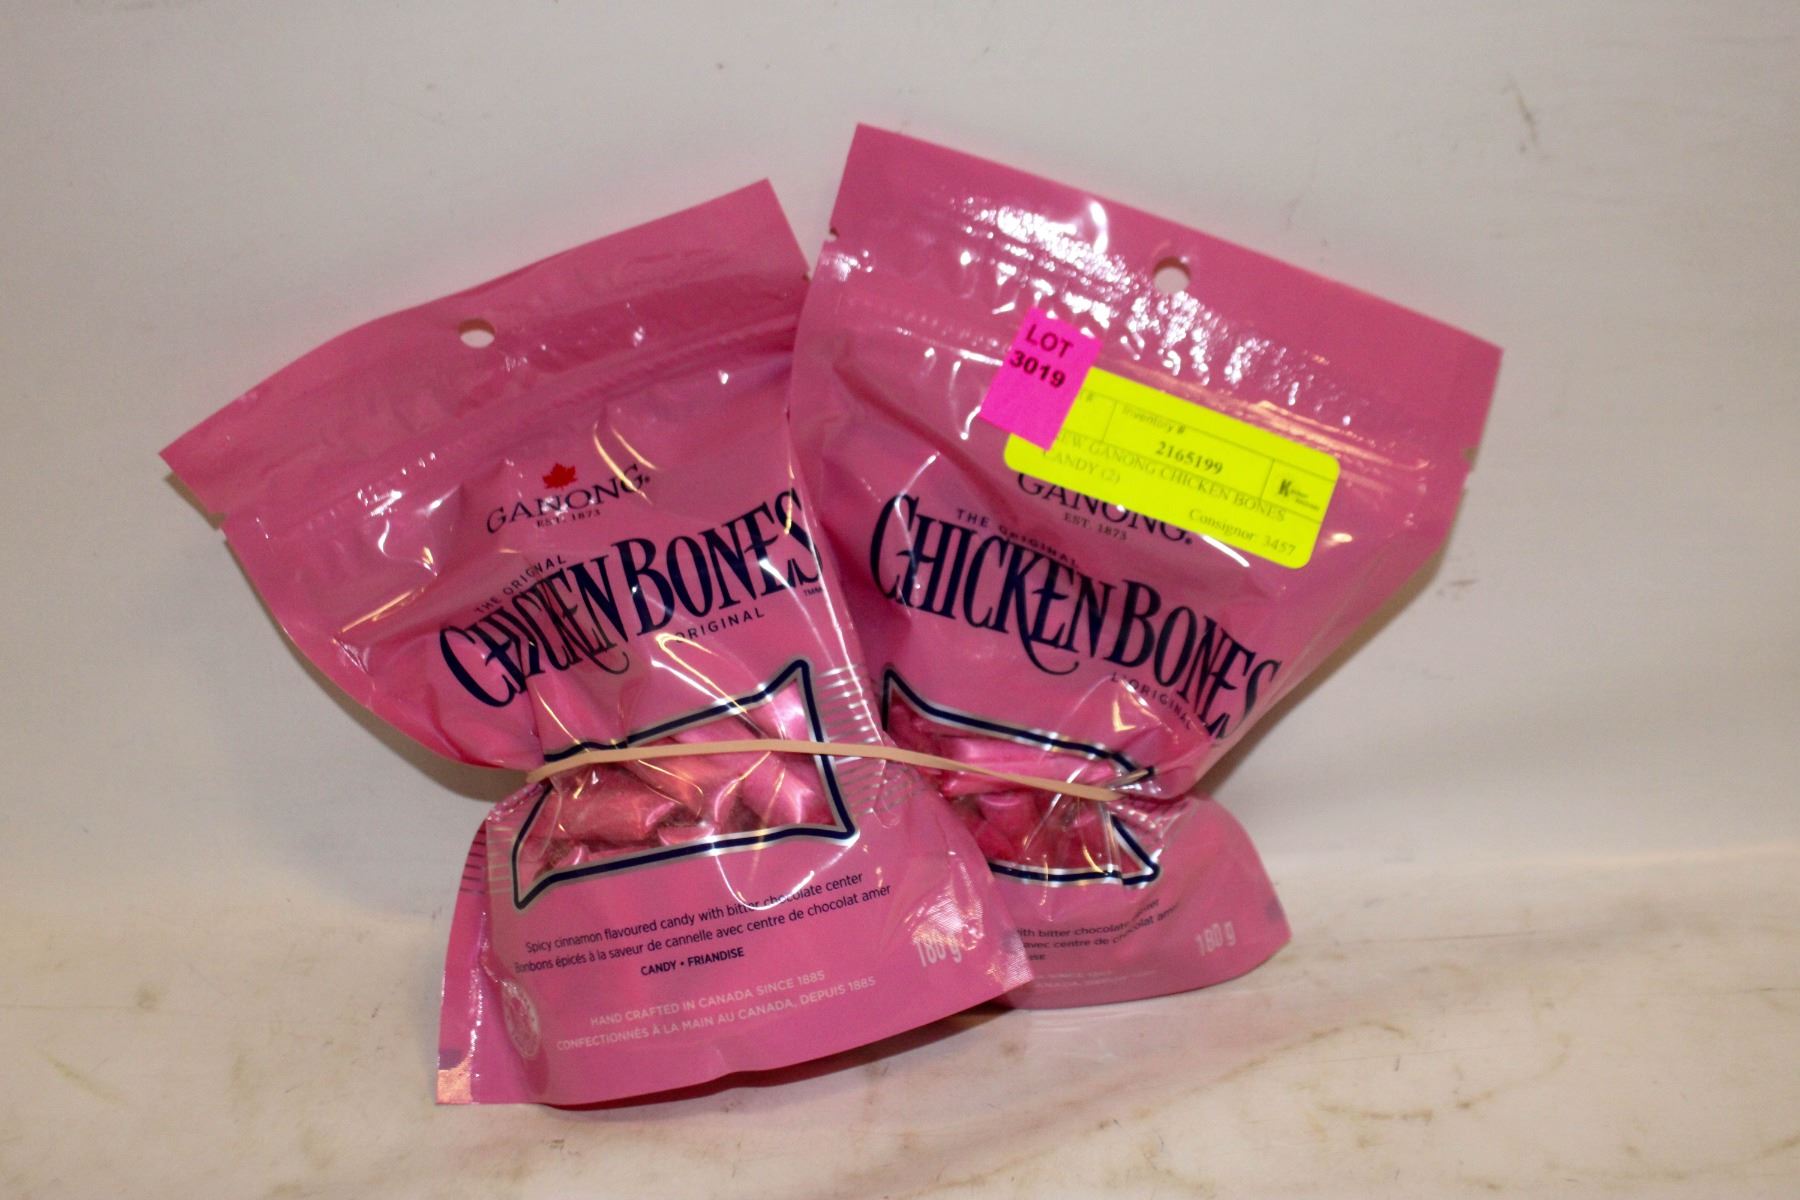 GANONG
EST. 1873
THE ORIGINAL
CHICKEN BONES
L'ORIGINAL
Spicy cinnamon flavoured candy with bitter chocolate center
Bonbons épicés à la saveur de cannelle avec centre de chocolat amer
CANDY • FRIANDISE
180 g
HAND CRAFTED IN CANADA SINCE 1885
CONFECTIONNÉS À LA MAIN AU CANADA, DEPUIS 1885
LOT
3019
Inventory #
2165199
NEW GANONG CHICKEN BONES
CANDY (2)
Consignor: 3457
GANONG
EST. 1873
THE ORIGINAL
CHICKEN BONES
L'ORIGINAL
with bitter chocolate center
avec centre de chocolat amer
180 g